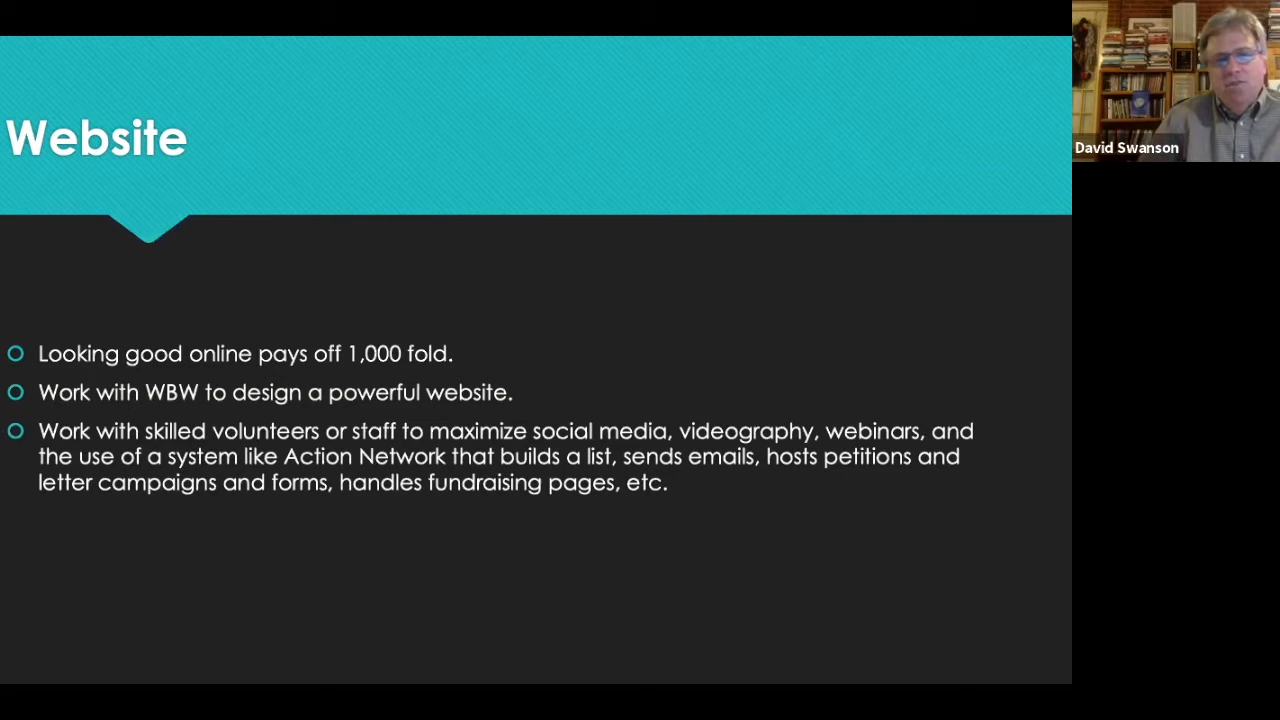 Website
David Swanson
Looking good online pays off 1,000 fold.
Work with WBW to design a powerful website.
Work with skilled volunteers or staff to maximize social media, videography, webinars, and
the use of a system like Action Network that builds a list, sends emails, hosts petitions and
letter campaigns and forms, handles fundraising pages, etc.